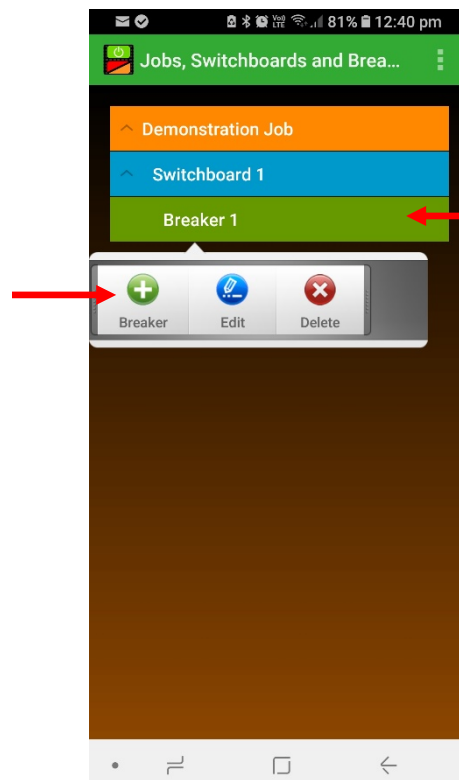 81% 12:40 pm
Jobs, Switchboards and Brea...
Demonstration Job
Switchboard 1
Breaker 1
Breaker Edit Delete